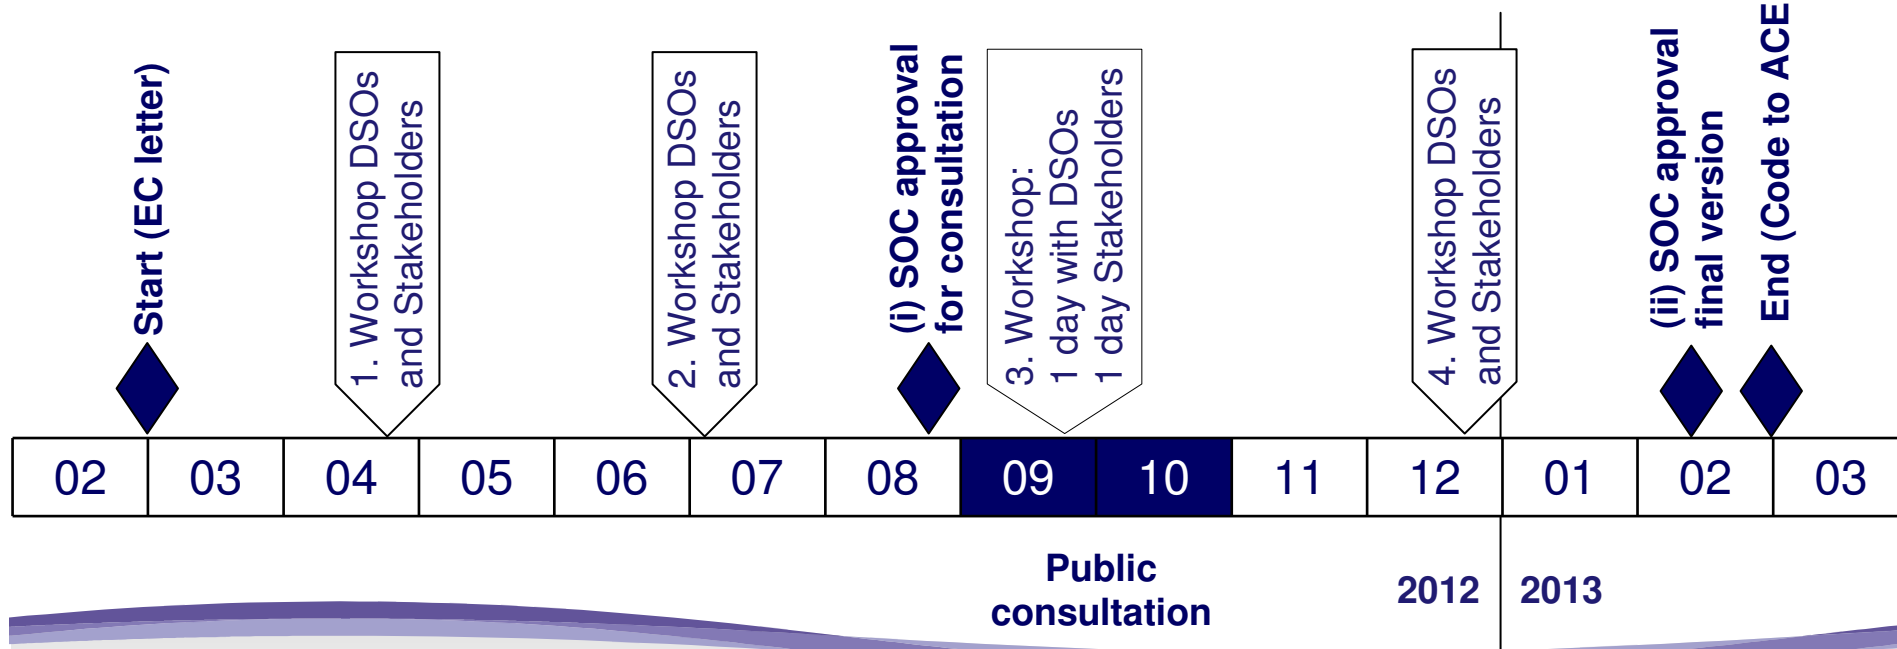 Start (EC letter)
1. Workshop DSOs
and Stakeholders
2. Workshop DSOs
and Stakeholders
(i) SOC approval
for consultation
3. Workshop:
1 day with DSOs
1 day Stakeholders
4. Workshop DSOs
and Stakeholders
(ii) SOC approval
final version
End (Code to ACE
02 03 04 05 06 07 08 09 10 11 12 01 02 03
Public
consultation
2012 2013